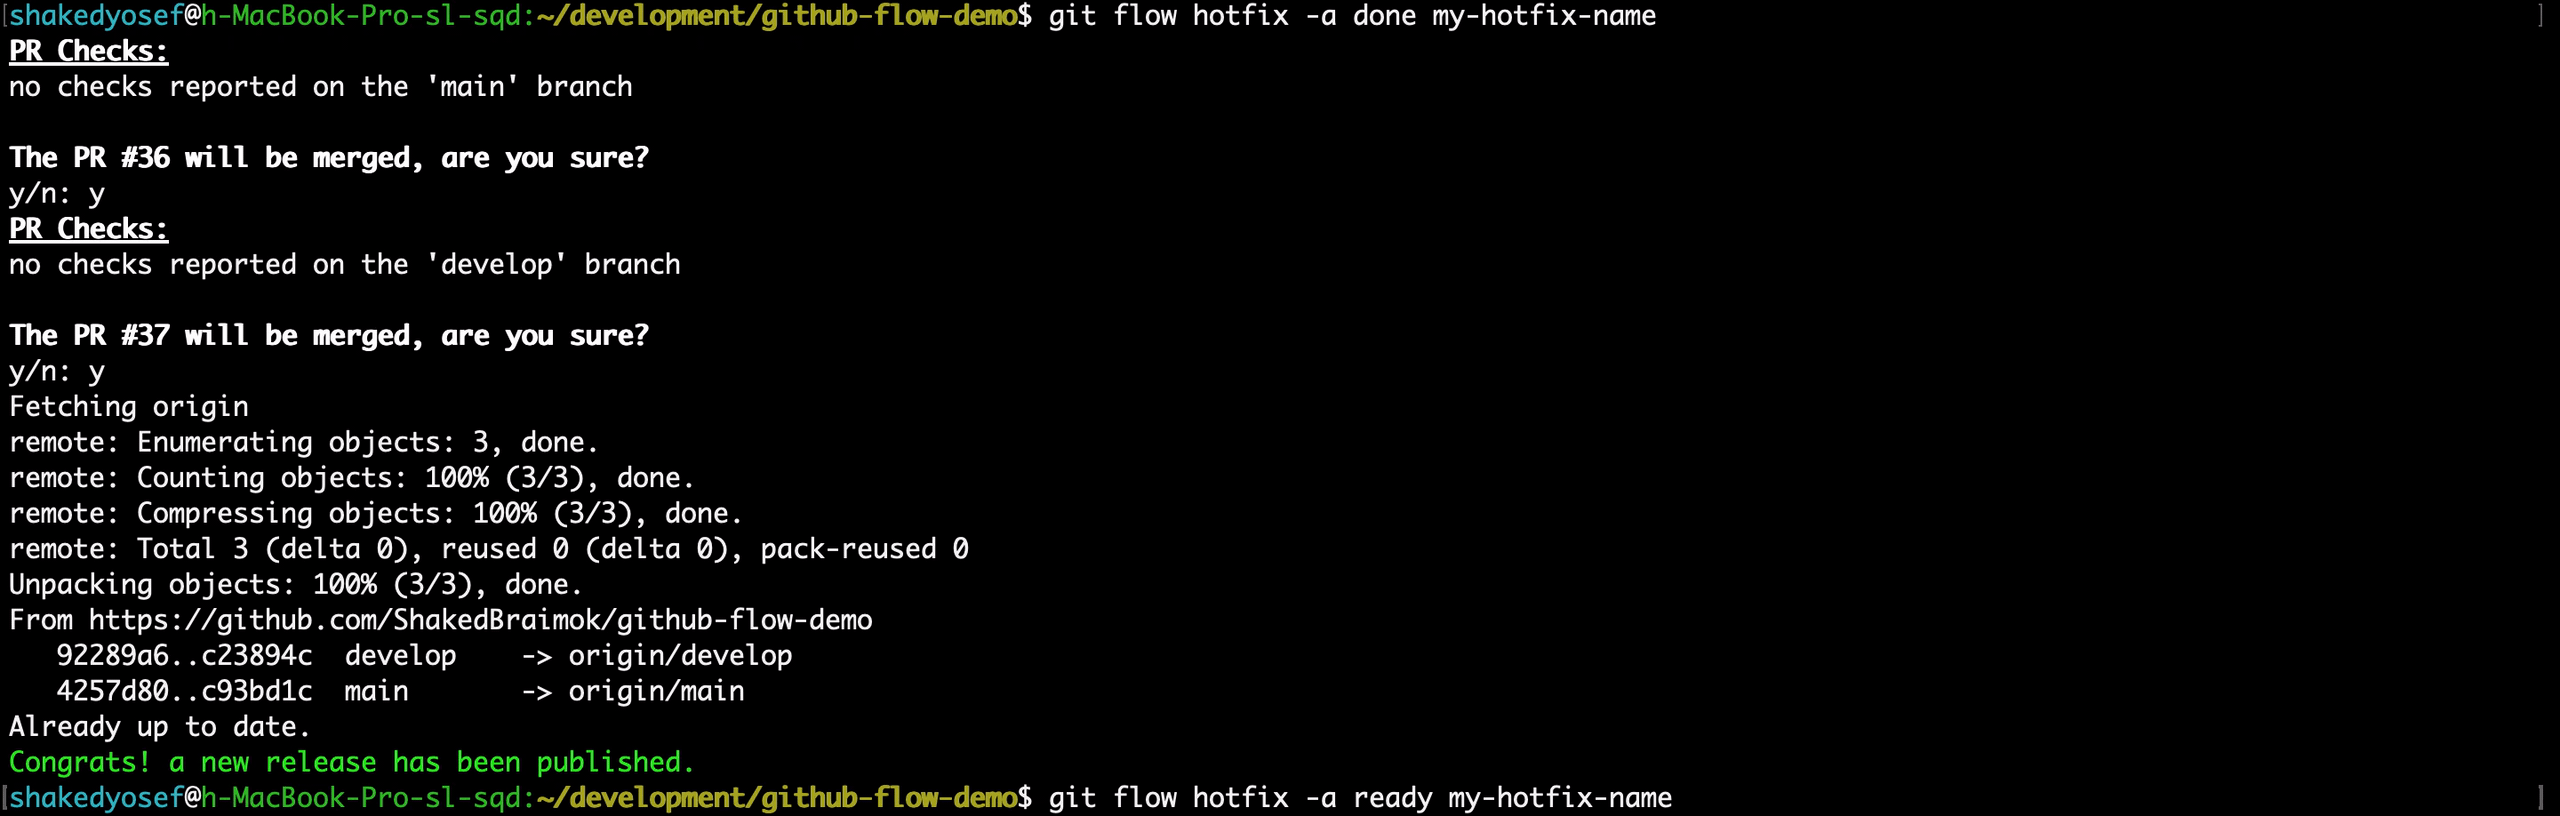 [shakedyosef@h-MacBook-Pro-sl-sqd:~/development/github-flow-demo$ git flow hotfix -a done my-hotfix-name ]
PR Checks:
no checks reported on the 'main' branch
The PR #36 will be merged, are you sure?
y/n: y
PR Checks:
no checks reported on the 'develop' branch
The PR #37 will be merged, are you sure?
y/n: y
Fetching origin
remote: Enumerating objects: 3, done.
remote: Counting objects: 100% (3/3), done.
remote: Compressing objects: 100% (3/3), done.
remote: Total 3 (delta 0), reused 0 (delta 0), pack-reused 0
Unpacking objects: 100% (3/3), done.
From https://github.com/ShakedBraimok/github-flow-demo
   92289a6..c23894c  develop    -> origin/develop
   4257d80..c93bd1c  main       -> origin/main
Already up to date.
Congrats! a new release has been published.
[shakedyosef@h-MacBook-Pro-sl-sqd:~/development/github-flow-demo$ git flow hotfix -a ready my-hotfix-name ]